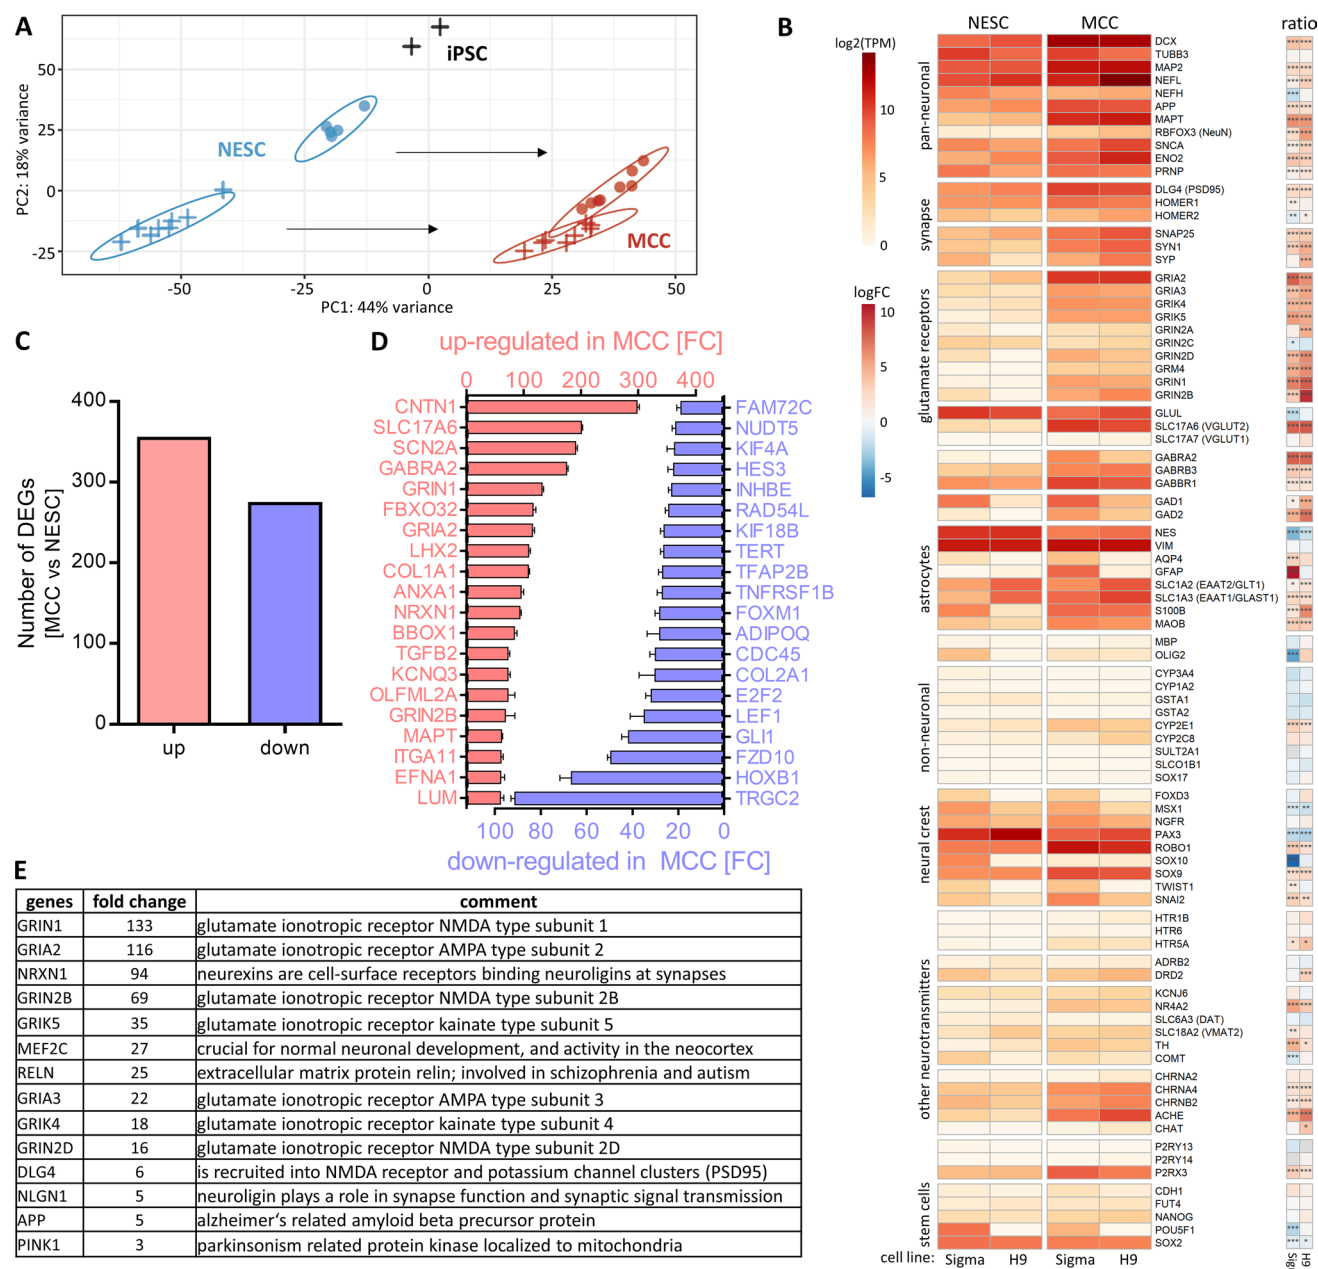 A
PC2: 18% variance
50
25
0
-25
iPSC
NESC
MCC
-50
-25
0
25
50
PC1: 44% variance
B
log2(TPM)
10
5
0
logFC
10
5
0
-5
NESC
MCC
ratio
pan-neuronal
DCX
TUBB3
MAP2
NEFL
NEFH
APP
MAPT
RBFOX3 (NeuN)
SNCA
ENO2
PRNP
synapse
DLG4 (PSD95)
HOMER1
HOMER2
SNAP25
SYN1
SYP
glutamate receptors
GRIA2
GRIA3
GRIK4
GRIK5
GRIN2A
GRIN2C
GRIN2D
GRM4
GRIN1
GRIN2B
GLUL
SLC17A6 (VGLUT2)
SLC17A7 (VGLUT1)
GABRA2
GABRB3
GABBR1
GAD1
GAD2
astrocytes
NES
VIM
AQP4
GFAP
SLC1A2 (EAAT2/GLT1)
SLC1A3 (EAAT1/GLAST1)
S100B
MAOB
MBP
OLIG2
non-neuronal
CYP3A4
CYP1A2
GSTA1
GSTA2
CYP2E1
CYP2C8
SULT2A1
SLCO1B1
SOX17
neural crest
FOXD3
MSX1
NGFR
PAX3
ROBO1
SOX10
SOX9
TWIST1
SNAI2
other neurotransmitters
HTR1B
HTR6
HTR5A
ADRB2
DRD2
KCNJ6
NR4A2
SLC6A3 (DAT)
SLC18A2 (VMAT2)
TH
COMT
CHRNA2
CHRNA4
CHRNB2
ACHE
CHAT
P2RY13
P2RY14
P2RX3
stem cells
CDH1
FUT4
NANOG
POU5F1
SOX2
cell line: Sigma H9 Sigma H9
H9
C
Number of DEGs
[MCC vs NESC]
400
300
200
100
0
up
down
D
up-regulated in MCC [FC]
0 100 200 300 400
CNTN1 FAM72C
SLC17A6 NUDT5
SCN2A KIF4A
GABRA2 HES3
GRIN1 INHBE
FBXO32 RAD54L
GRIA2 KIF18B
LHX2 TERT
COL1A1 TFAP2B
ANXA1 TNFRSF1B
NRXN1 FOXM1
BBOX1 ADIPOQ
TGFB2 CDC45
KCNQ3 COL2A1
OLFML2A E2F2
GRIN2B LEF1
MAPT GLI1
ITGA11 FZD10
EFNA1 HOXB1
LUM TRGC2
100 80 60 40 20 0
down-regulated in MCC [FC]
E
genes fold change comment
GRIN1 133 glutamate ionotropic receptor NMDA type subunit 1
GRIA2 116 glutamate ionotropic receptor AMPA type subunit 2
NRXN1 94 neurexins are cell-surface receptors binding neuroligins at synapses
GRIN2B 69 glutamate ionotropic receptor NMDA type subunit 2B
GRIK5 35 glutamate ionotropic receptor kainate type subunit 5
MEF2C 27 crucial for normal neuronal development, and activity in the neocortex
RELN 25 extracellular matrix protein relin; involved in schizophrenia and autism
GRIA3 22 glutamate ionotropic receptor AMPA type subunit 3
GRIK4 18 glutamate ionotropic receptor kainate type subunit 4
GRIN2D 16 glutamate ionotropic receptor NMDA type subunit 2D
DLG4 6 is recruited into NMDA receptor and potassium channel clusters (PSD95)
NLGN1 5 neuroligin plays a role in synapse function and synaptic signal transmission
APP 5 alzheimer‘s related amyloid beta precursor protein
PINK1 3 parkinsonism related protein kinase localized to mitochondria